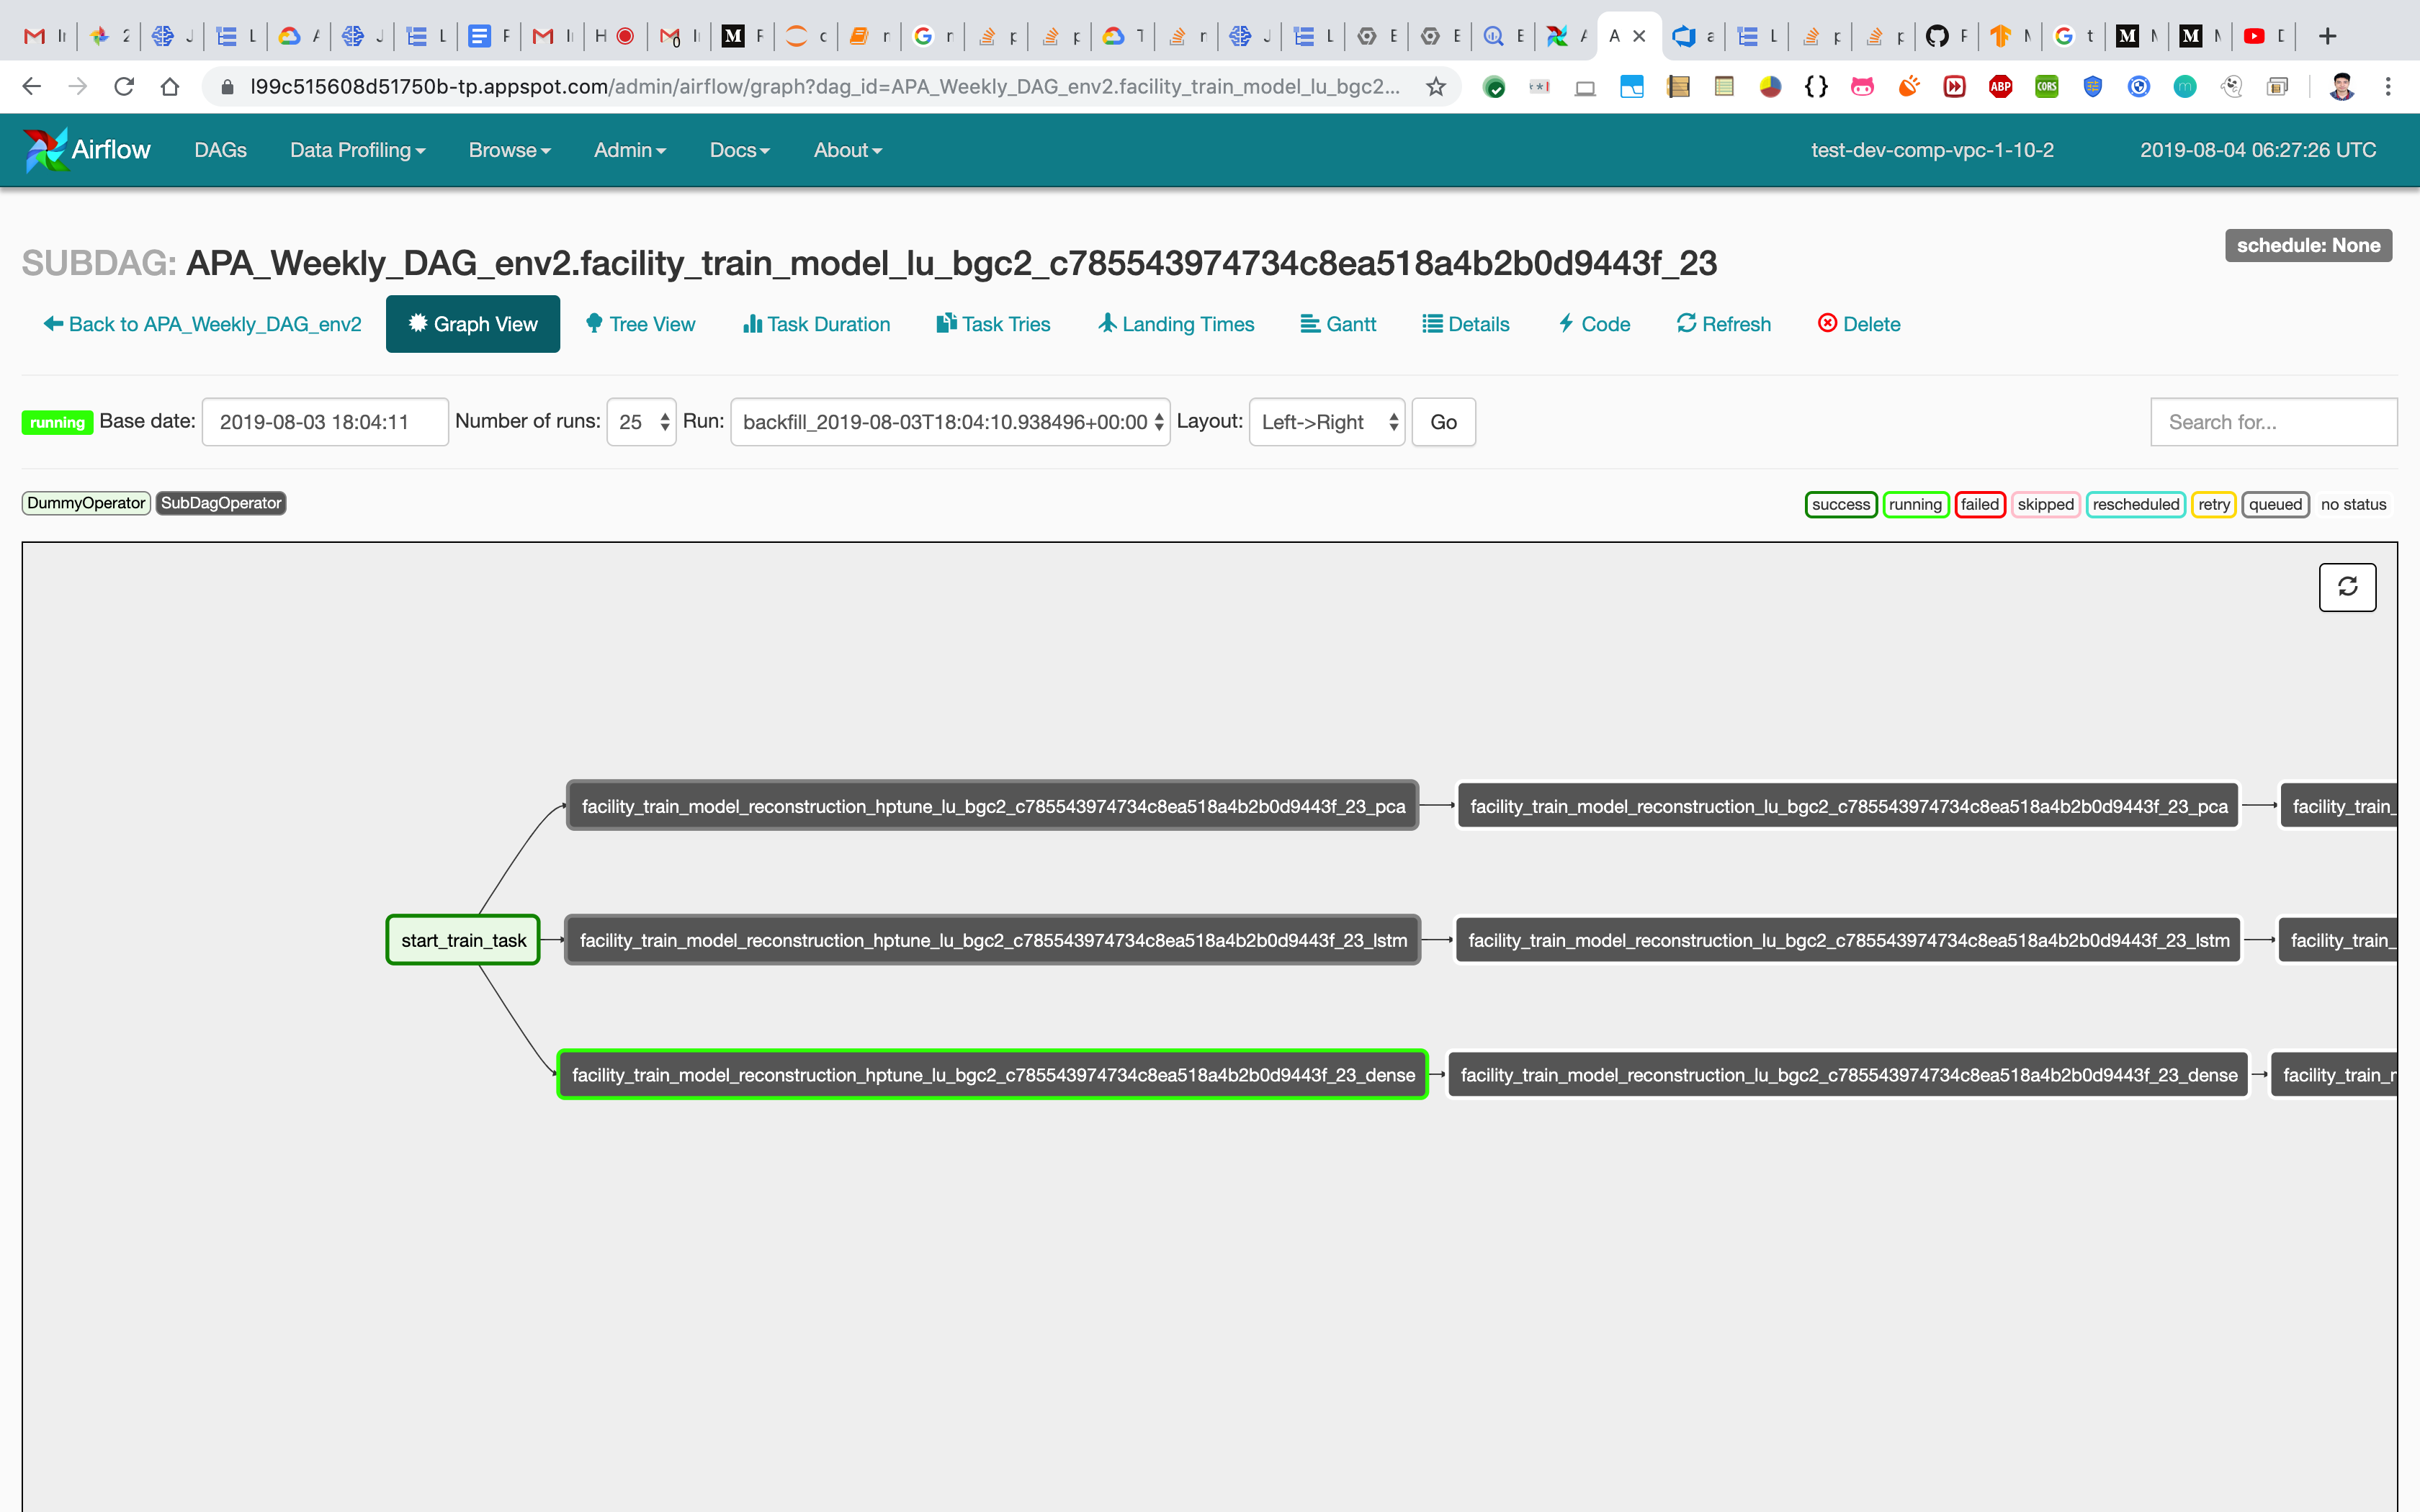 l99c515608d51750b-tp.appspot.com/admin/airflow/graph?dag_id=APA_Weekly_DAG_env2.facility_train_model_lu_bgc2...
Airflow DAGs Data Profiling Browse Admin Docs About test-dev-comp-vpc-1-10-2 2019-08-04 06:27:26 UTC
schedule: None
SUBDAG: APA_Weekly_DAG_env2.facility_train_model_lu_bgc2_c785543974734c8ea518a4b2b0d9443f_23
Back to APA_Weekly_DAG_env2 Graph View Tree View Task Duration Task Tries Landing Times Gantt Details Code Refresh Delete
running Base date: 2019-08-03 18:04:11 Number of runs: 25 Run: backfill_2019-08-03T18:04:10.938496+00:00 Layout: Left->Right Go Search for...
DummyOperator SubDagOperator success running failed skipped rescheduled retry queued no status
facility_train_model_reconstruction_hptune_lu_bgc2_c785543974734c8ea518a4b2b0d9443f_23_pca facility_train_model_reconstruction_lu_bgc2_c785543974734c8ea518a4b2b0d9443f_23_pca facility_train_
start_train_task facility_train_model_reconstruction_hptune_lu_bgc2_c785543974734c8ea518a4b2b0d9443f_23_lstm facility_train_model_reconstruction_lu_bgc2_c785543974734c8ea518a4b2b0d9443f_23_lstm facility_train_
facility_train_model_reconstruction_hptune_lu_bgc2_c785543974734c8ea518a4b2b0d9443f_23_dense facility_train_model_reconstruction_lu_bgc2_c785543974734c8ea518a4b2b0d9443f_23_dense facility_train_